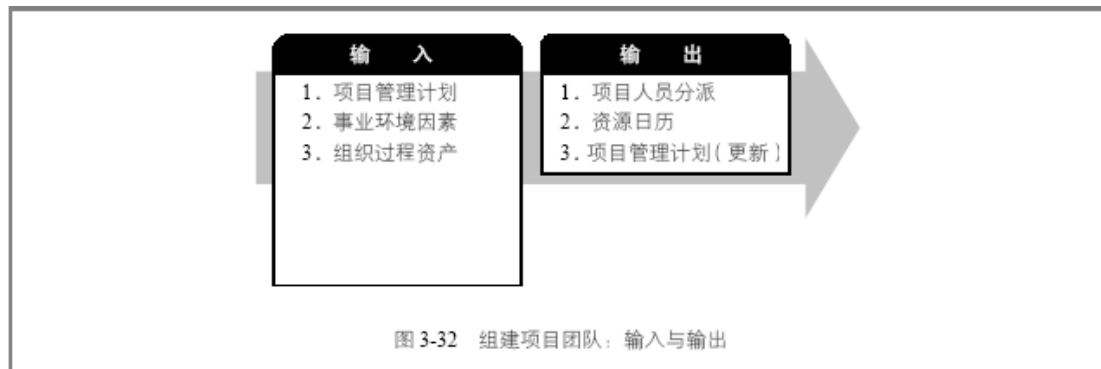 输 入
1. 项目管理计划
2. 事业环境因素
3. 组织过程资产
输 出
1. 项目人员分派
2. 资源日历
3. 项目管理计划(更新)
图 3-32 组建项目团队：输入与输出